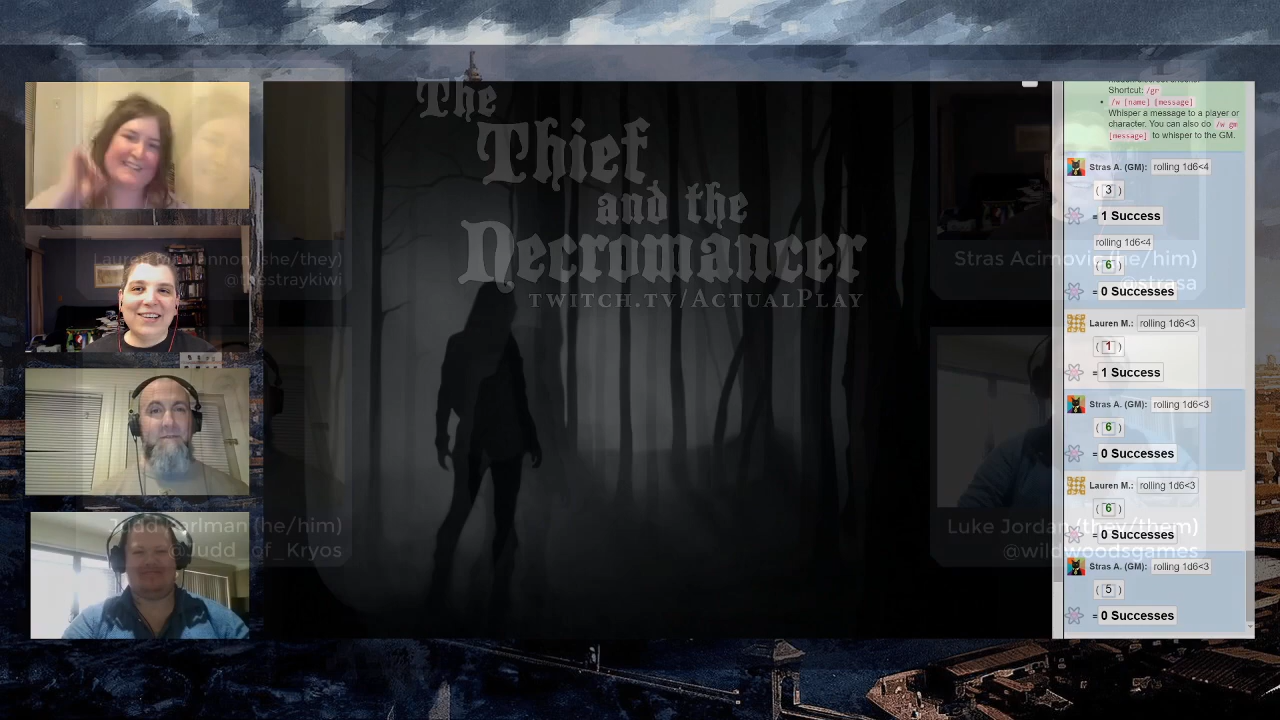 The
Thief
and the
Necromancer
TWITCH.TV/ACTUALPLAY
@thestraykiwi
Judd Karlman (he/him)
@Judd_of_Kryos
Stras Acimovic (he/him)
@strasa
Luke Jordan (they/them)
@wildwoodsgames
Shortcut: /gr
• /w [name] [message]
Whisper a message to a player or
character. You can also do /w gm
[message] to whisper to the GM.
Stras A. (GM): rolling 1d6<4
( 3 )
= 1 Success
rolling 1d6<4
( 6 )
= 0 Successes
Lauren M.: rolling 1d6<3
( 1 )
= 1 Success
Stras A. (GM): rolling 1d6<3
( 6 )
= 0 Successes
Lauren M.: rolling 1d6<3
( 6 )
= 0 Successes
Stras A. (GM): rolling 1d6<3
( 5 )
= 0 Successes